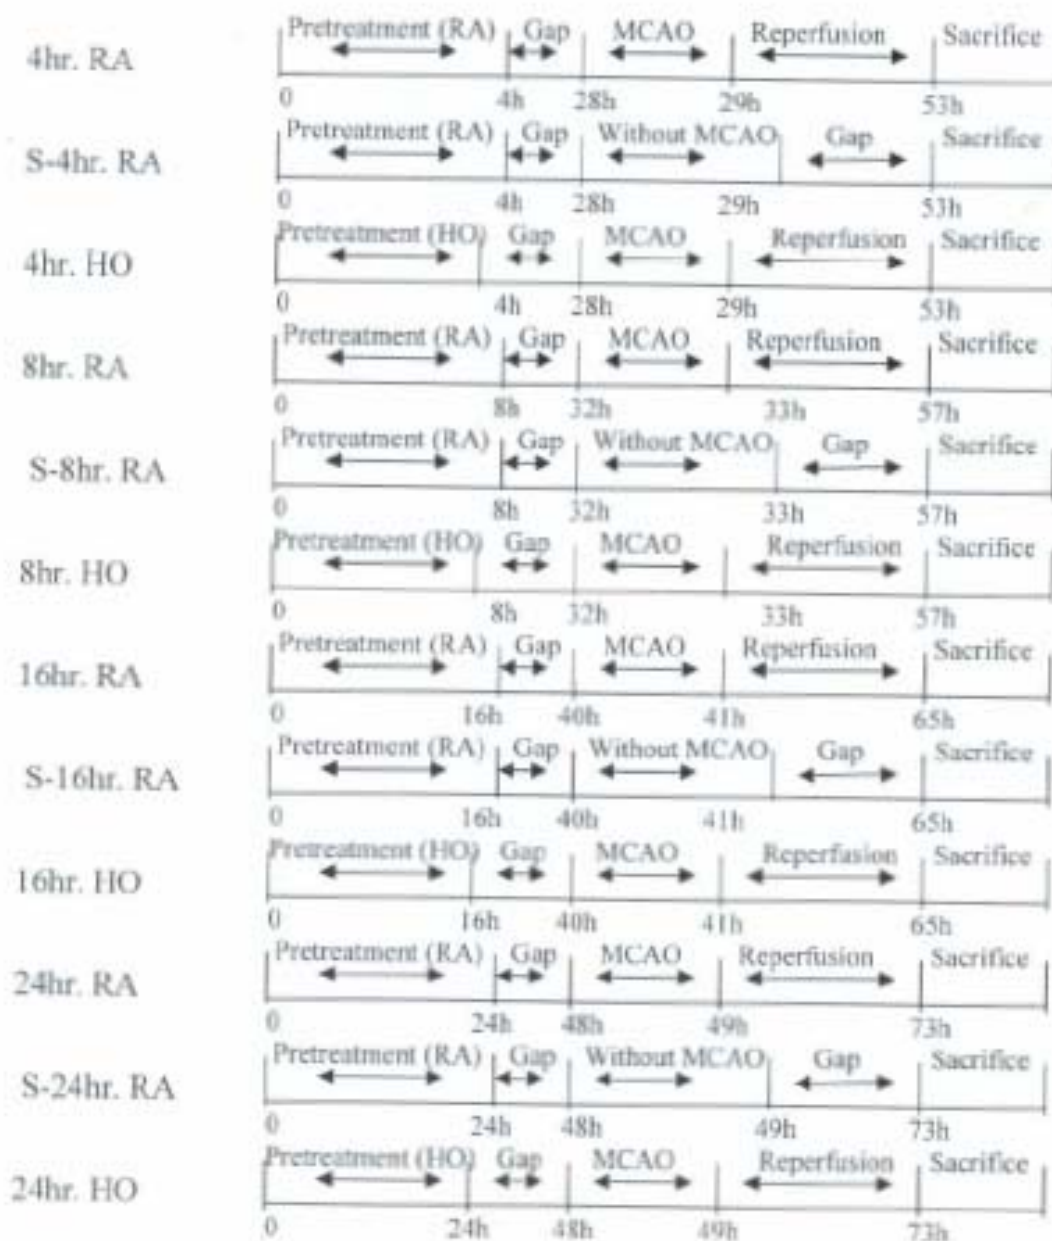 Pretreatment (RA) Gap MCAO Reperfusion Sacrifice
4hr. RA
0 4h 28h 29h 53h
Pretreatment (RA) Gap Without MCAO Gap Sacrifice
S-4hr. RA
0 4h 28h 29h 53h
Pretreatment (HO) Gap MCAO Reperfusion Sacrifice
4hr. HO
0 4h 28h 29h 53h
Pretreatment (RA) Gap MCAO Reperfusion Sacrifice
8hr. RA
0 8h 32h 33h 57h
Pretreatment (RA) Gap Without MCAO Gap Sacrifice
S-8hr. RA
0 8h 32h 33h 57h
Pretreatment (HO) Gap MCAO Reperfusion Sacrifice
8hr. HO
0 8h 32h 33h 57h
Pretreatment (RA) Gap MCAO Reperfusion Sacrifice
16hr. RA
0 16h 40h 41h 65h
Pretreatment (RA) Gap Without MCAO Gap Sacrifice
S-16hr. RA
0 16h 40h 41h 65h
Pretreatment (HO) Gap MCAO Reperfusion Sacrifice
16hr. HO
0 16h 40h 41h 65h
Pretreatment (RA) Gap MCAO Reperfusion Sacrifice
24hr. RA
0 24h 48h 49h 73h
Pretreatment (RA) Gap Without MCAO Gap Sacrifice
S-24hr. RA
0 24h 48h 49h 73h
Pretreatment (HO) Gap MCAO Reperfusion Sacrifice
24hr. HO
0 24h 48h 49h 73h